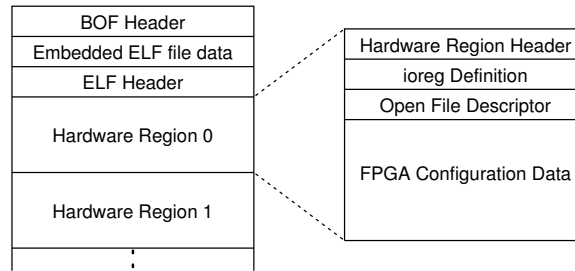 BOF Header
Embedded ELF file data
ELF Header
Hardware Region 0
Hardware Region 1
Hardware Region Header
ioreg Definition
Open File Descriptor
FPGA Configuration Data